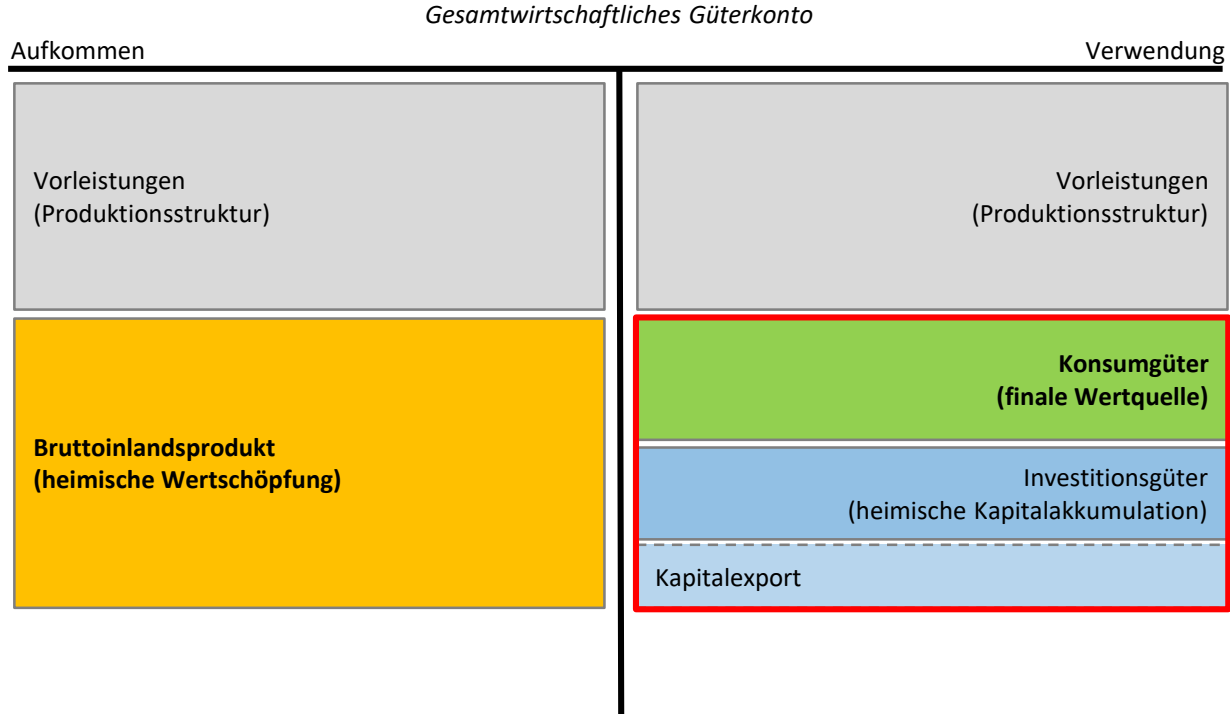 Gesamtwirtschaftliches Güterkonto
Aufkommen
Verwendung
Vorleistungen
(Produktionsstruktur)
Vorleistungen
(Produktionsstruktur)
Bruttoinlandsprodukt
(heimische Wertschöpfung)
Konsumgüter
(finale Wertquelle)
Investitionsgüter
(heimische Kapitalakkumulation)
Kapitalexport